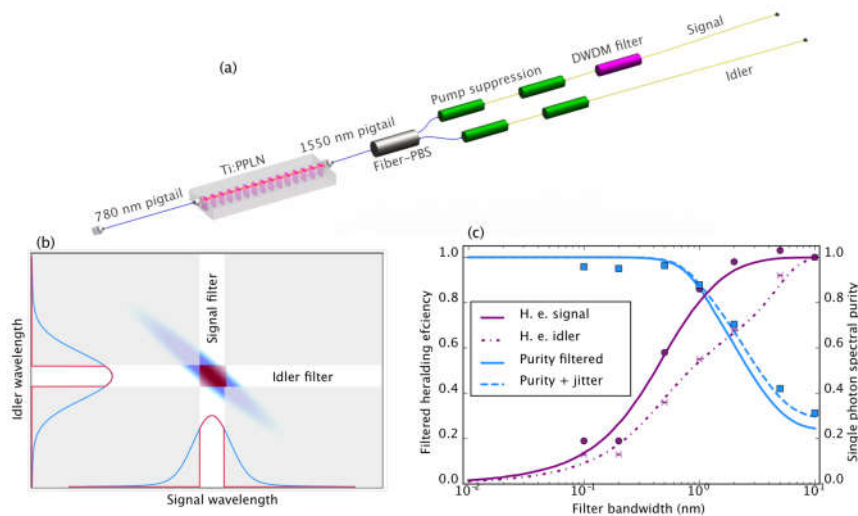 (a)
Signal
DWDM filter
Pump suppression
Idler
1550 nm pigtail
Fiber-PBS
Ti:PPLN
780 nm pigtail
(b)
Signal filter
Idler filter
Idler wavelength
Signal wavelength
(c)
1.0
0.8
0.6
0.4
0.2
0.0
Filtered heralding efciency
H. e. signal
H. e. idler
Purity filtered
Purity + jitter
1.0
0.8
0.6
0.4
0.2
0.0
Single photon spectral purity
10⁻² 10⁻¹ 10⁰ 10¹
Filter bandwidth (nm)